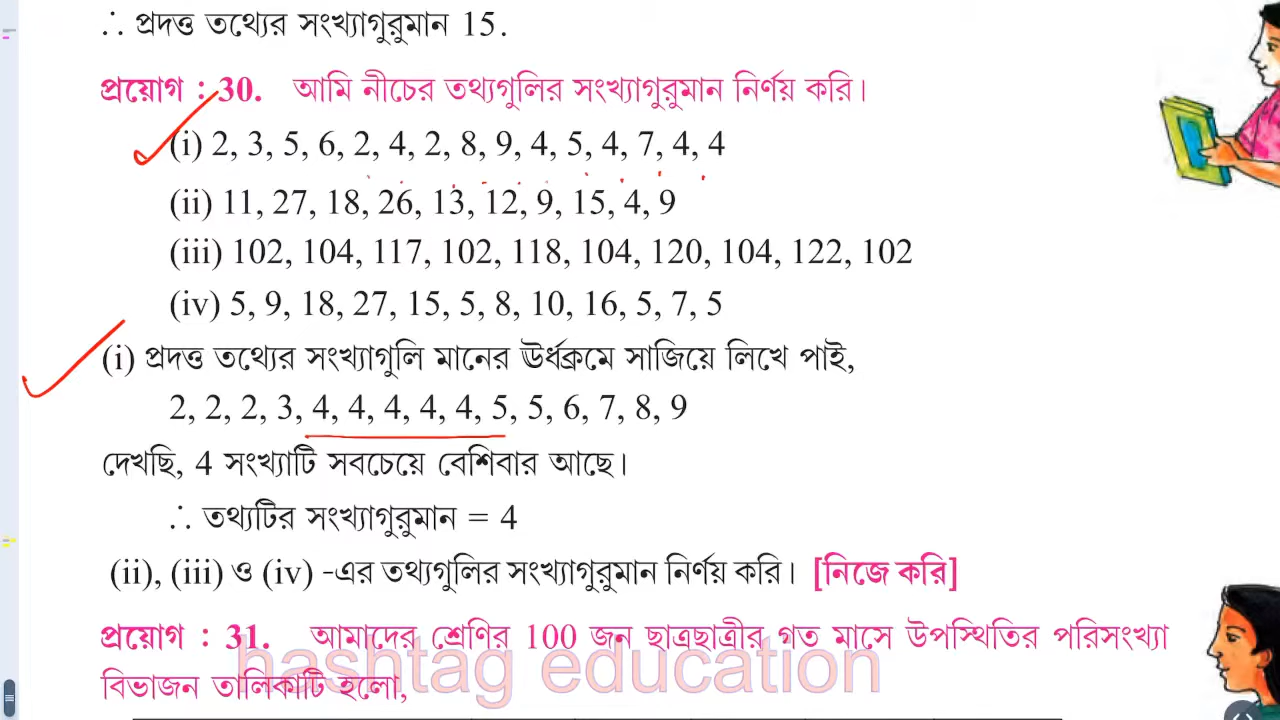 ∴ প্রদত্ত তথ্যের সংখ্যাগুরুমান 15.
প্রয়োগ : 30. আমি নীচের তথ্যগুলির সংখ্যাগুরুমান নির্ণয় করি।
(i) 2, 3, 5, 6, 2, 4, 2, 8, 9, 4, 5, 4, 7, 4, 4
(ii) 11, 27, 18, 26, 13, 12, 9, 15, 4, 9
(iii) 102, 104, 117, 102, 118, 104, 120, 104, 122, 102
(iv) 5, 9, 18, 27, 15, 5, 8, 10, 16, 5, 7, 5
(i) প্রদত্ত তথ্যের সংখ্যাগুলি মানের ঊর্ধক্রমে সাজিয়ে লিখে পাই,
2, 2, 2, 3, 4, 4, 4, 4, 4, 5, 5, 6, 7, 8, 9
দেখছি, 4 সংখ্যাটি সবচেয়ে বেশিবার আছে।
∴ তথ্যটির সংখ্যাগুরুমান = 4
(ii), (iii) ও (iv) -এর তথ্যগুলির সংখ্যাগুরুমান নির্ণয় করি। [নিজে করি]
প্রয়োগ : 31. আমাদের শ্রেণির 100 জন ছাত্রছাত্রীর গত মাসে উপস্থিতির পরিসংখ্যা
hashtag education
বিভাজন তালিকাটি হলো,